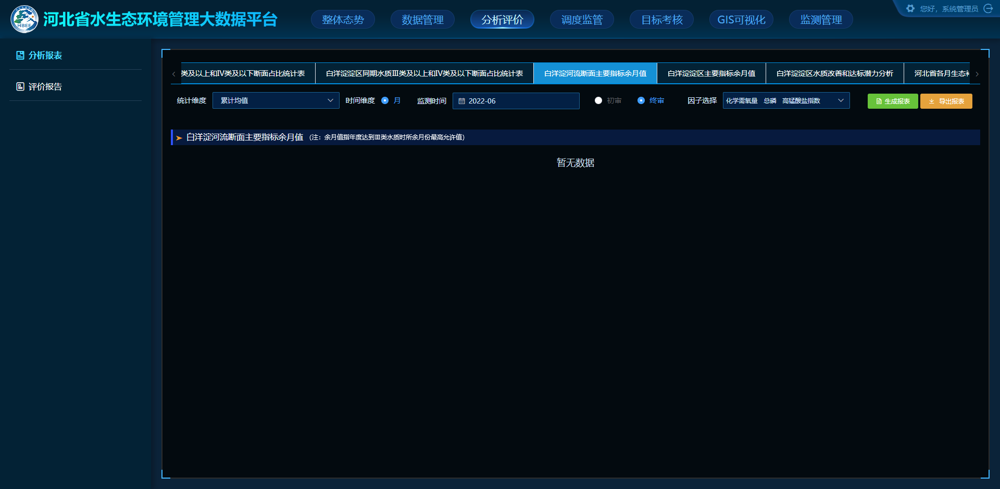 HBEE
河北省水生态环境管理大数据平台
整体态势
数据管理
分析评价
调度监管
目标考核
GIS可视化
监测管理
您好，系统管理员
分析报表
评价报告
类及以上和Ⅳ类及以下断面占比统计表
白洋淀淀区同期水质Ⅲ类及以上和Ⅳ类及以下断面占比统计表
白洋淀河流断面主要指标余月值
白洋淀淀区主要指标余月值
白洋淀区水质改善和达标潜力分析
河北省各月生态补
统计维度
累计均值
时间维度
月
监测时间
2022-06
初审
终审
因子选择
化学需氧量 总磷 高锰酸盐指数
生成报表
导出报表
白洋淀河流断面主要指标余月值 （注：余月值指年度达到Ⅲ类水质时所余月份最高允许值）
暂无数据